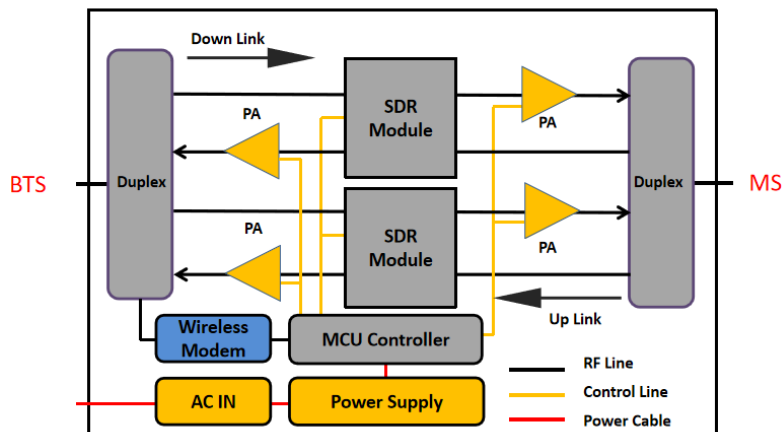 Down Link
SDR
Module
PA
PA
BTS
Duplex
Duplex
MS
SDR
Module
PA
PA
Up Link
Wireless
Modem
MCU Controller
AC IN
Power Supply
RF Line
Control Line
Power Cable